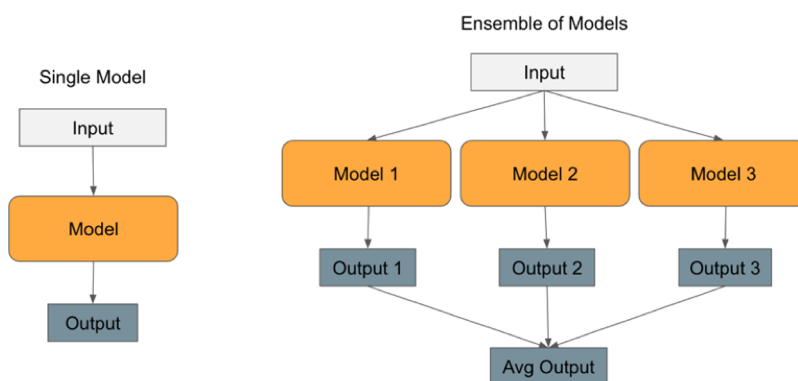 Single Model
Input
Model
Output
Ensemble of Models
Input
Model 1
Model 2
Model 3
Output 1
Output 2
Output 3
Avg Output